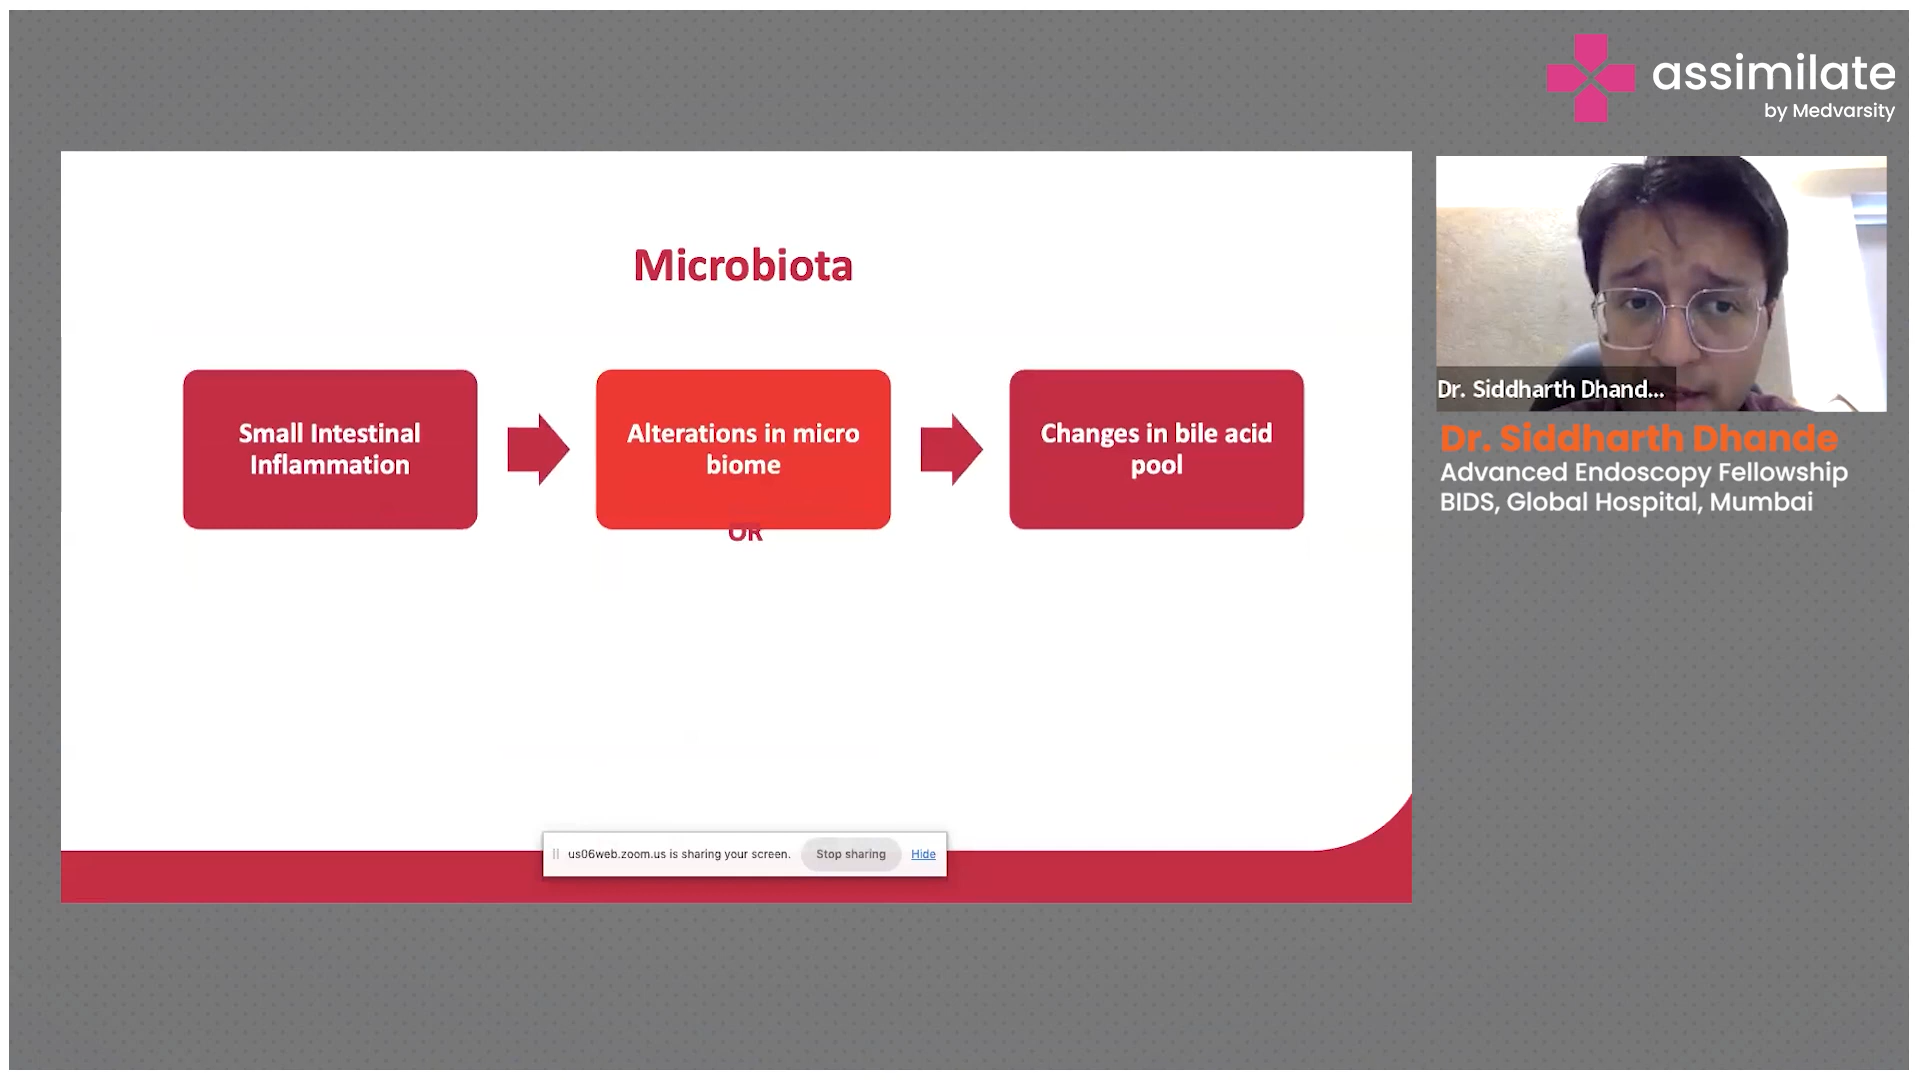 assimilate
by Medvarsity
Microbiota
Small Intestinal
Inflammation
Alterations in micro
biome
Changes in bile acid
pool
OR
Dr. Siddharth Dhand...
Dr. Siddharth Dhande
Advanced Endoscopy Fellowship
BIDS, Global Hospital, Mumbai
us06web.zoom.us is sharing your screen.
Stop sharing
Hide